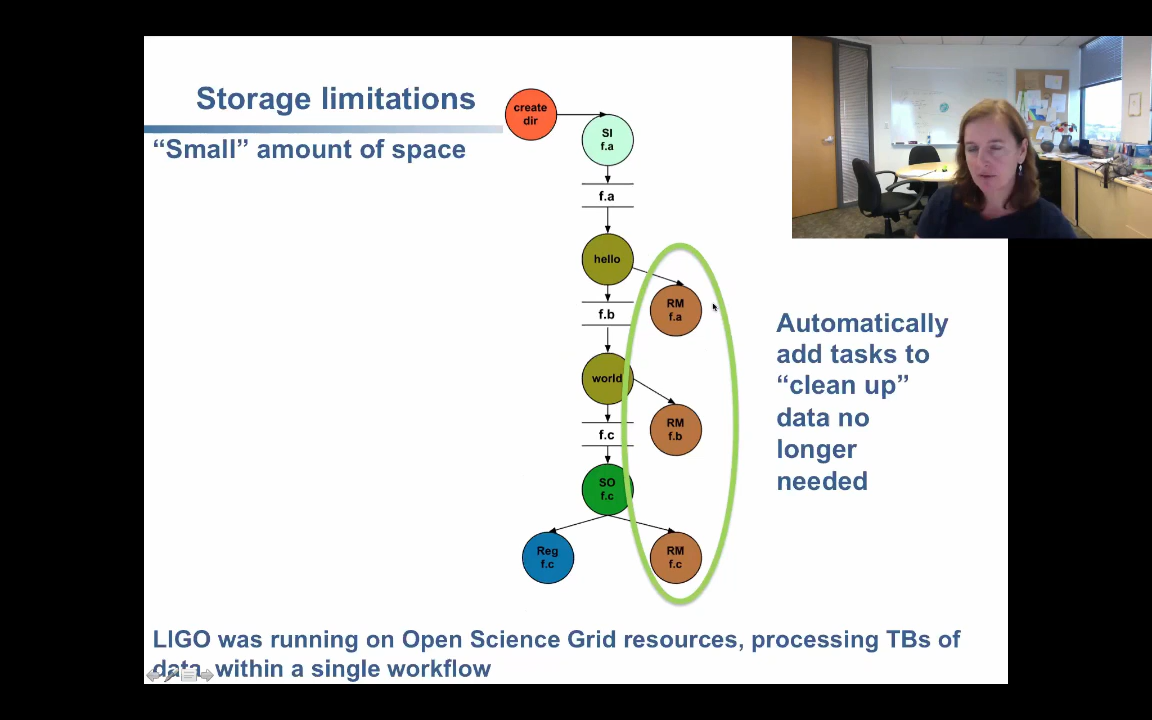 Storage limitations
“Small” amount of space
create
dir
SI
f.a
f.a
hello
RM
f.a
f.b
world
RM
f.b
f.c
SO
f.c
Reg
f.c
RM
f.c
Automatically
add tasks to
“clean up”
data no
longer
needed
LIGO was running on Open Science Grid resources, processing TBs of
data within a single workflow